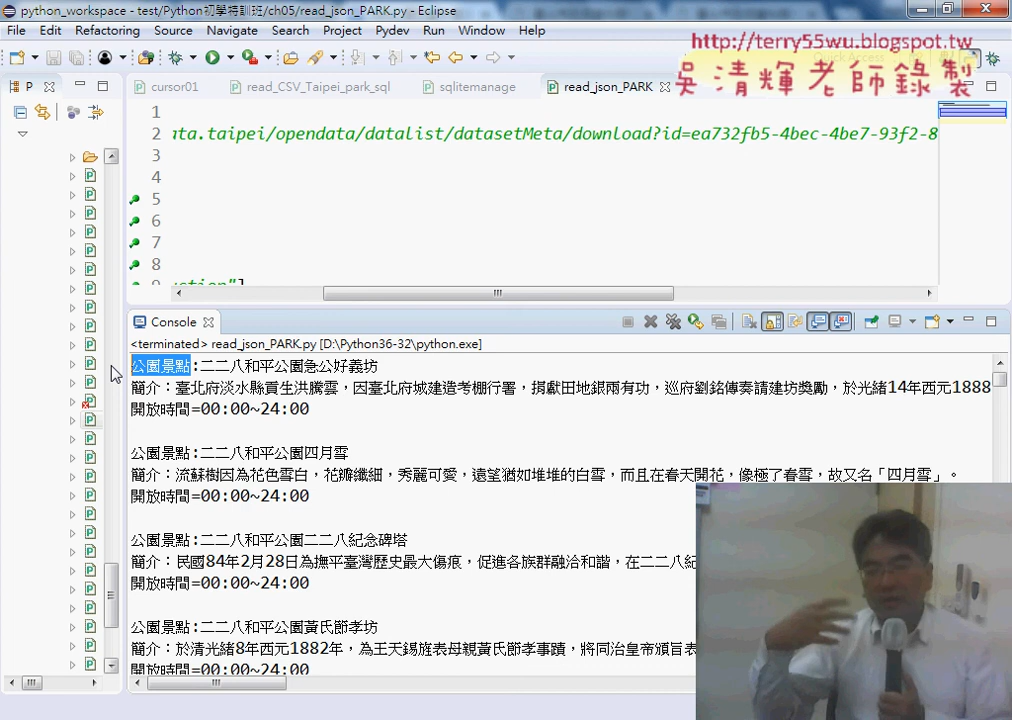 python_workspace - test/Python初學特訓班/ch05/read_json_PARK.py - Eclipse
File Edit Refactoring Source Navigate Search Project Pydev Run Window Help
http://terry55wu.blogspot.tw
吳清輝老師錄製
P
cursor01 read_CSV_Taipei_park_sql sqlitemanage read_json_PARK
1
2 ata.taipei/opendata/datalist/datasetMeta/download?id=ea732fb5-4bec-4be7-93f2-8
3
4
5
6
7
8
9 uction"]
Console
<terminated> read_json_PARK.py [D:\Python36-32\python.exe]
公園景點:二二八和平公園急公好義坊
簡介：臺北府淡水縣貢生洪騰雲，因臺北府城建造考棚行署，捐獻田地銀兩有功，巡府劉銘傳奏請建坊獎勵，於光緒14年西元1888
開放時間=00:00~24:00
公園景點:二二八和平公園四月雪
簡介：流蘇樹因為花色雪白，花瓣纖細，秀麗可愛，遠望猶如堆堆的白雲，而且在春天開花，像極了春雪，故又名「四月雪」。
開放時間=00:00~24:00
公園景點:二二八和平公園二二八紀念碑塔
簡介：民國84年2月28日為撫平臺灣歷史最大傷痕，促進各族群融洽和諧，在二二八紀
開放時間=00:00~24:00
公園景點:二二八和平公園黃氏節孝坊
簡介：於清光緒8年西元1882年，為王天錫旌表母親黃氏節孝事蹟，將同治皇帝頒旨表
開放時間=00:00~24:00